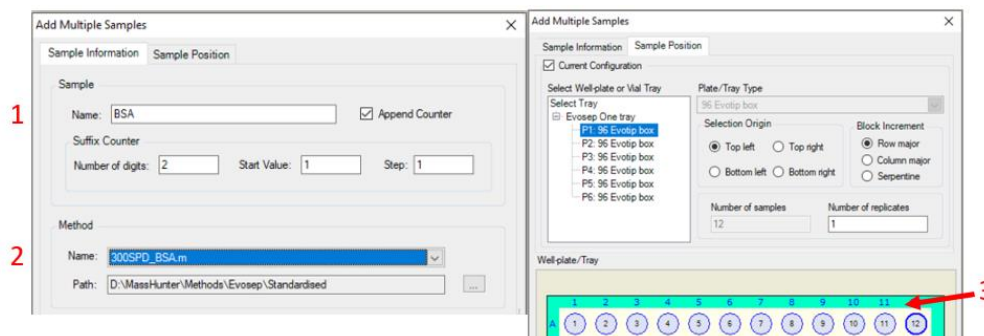 Add Multiple Samples
Sample Information Sample Position
Sample
1
Name: BSA Append Counter
Suffix Counter
Number of digits: 2 Start Value: 1 Step: 1
Method
2
Name: 300SPD_BSA.m
Path: D:\MassHunter\Methods\Evosep\Standardised ...
Add Multiple Samples
Sample Information Sample Position
Current Configuration
Select Well-plate or Vial Tray
Select Tray
Evosep One tray
P1: 96 Evotip box
P2: 96 Evotip box
P3: 96 Evotip box
P4: 96 Evotip box
P5: 96 Evotip box
P6: 96 Evotip box
Plate/Tray Type
96 Evotip box
Selection Origin
Top left Top right
Bottom left Bottom right
Block Increment
Row major
Column major
Serpentine
Number of samples Number of replicates
12 1
Well-plate/Tray
3
1 2 3 4 5 6 7 8 9 10 11
A 1 2 3 4 5 6 7 8 9 10 11 12